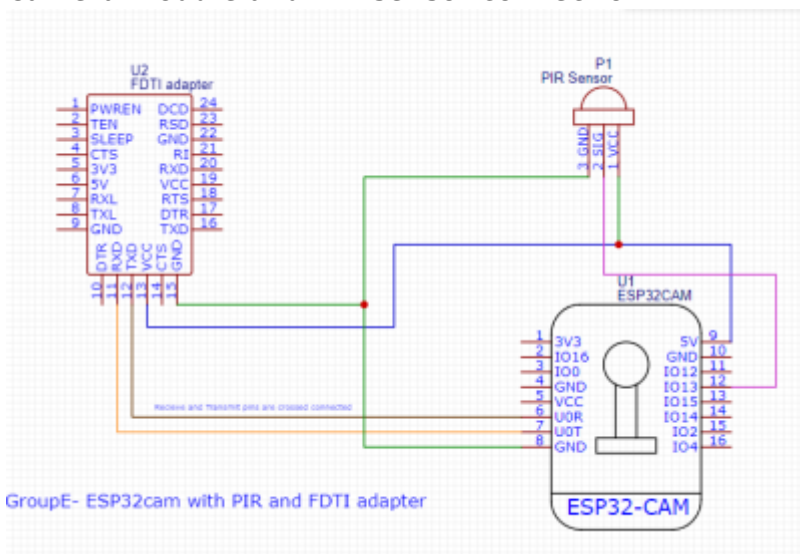 U2
FDTI adapter
1 PWREN DCD 24
2 TEN RSD 23
3 SLEEP GND 22
4 CTS RI 21
5 3V3 RXD 20
6 5V VCC 19
7 RXL RTS 18
8 TXL DTR 17
9 GND TXD 16
DTR RXD TXD VCC CTS GND
10 11 12 13 14 15
P1
PIR Sensor
3 GND
2 SIG
1 VCC
U1
ESP32CAM
1 3V3 5V 9
2 IO16 GND 10
3 IO0 IO12 11
4 GND IO13 12
5 VCC IO15 13
6 U0R IO14 14
7 U0T IO2 15
8 GND IO4 16
ESP32-CAM
Recieve and Transmit pins are crossed connected
GroupE- ESP32cam with PIR and FDTI adapter